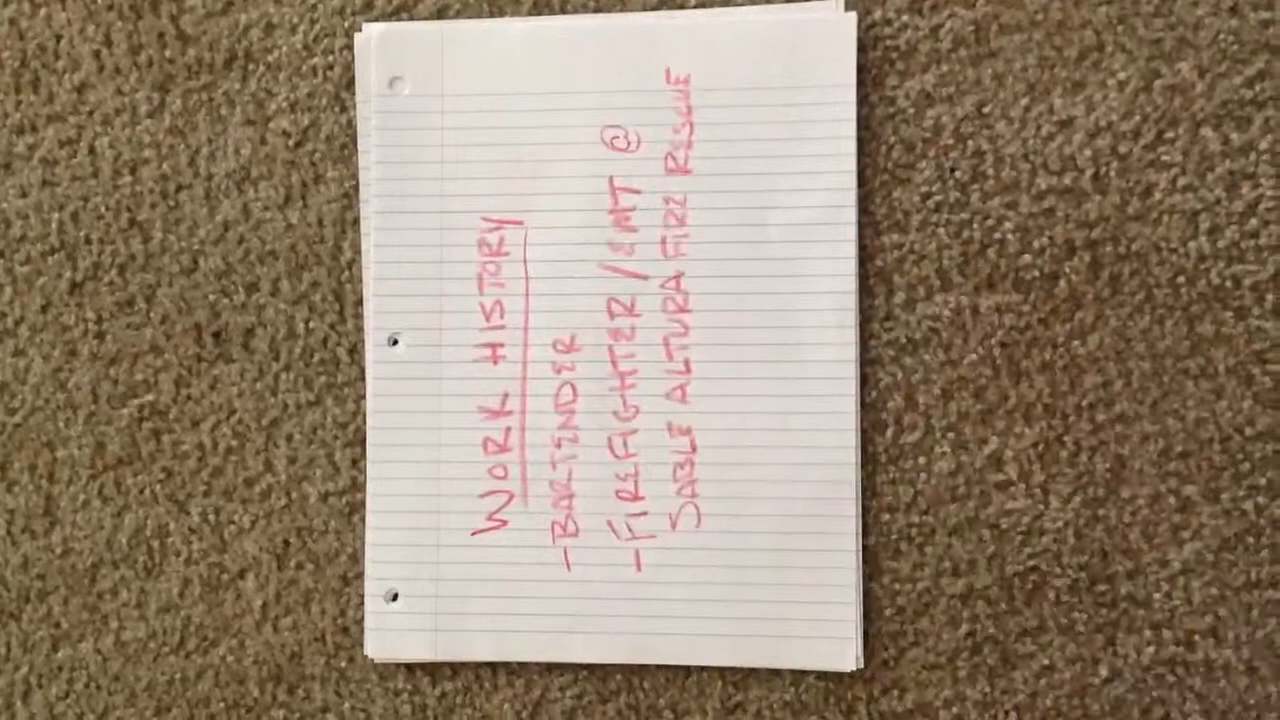 WORK HISTORY
-BARTENDER
-FIREFIGHTER/EMT @
SABLE ALTURA FIRE RESCUE